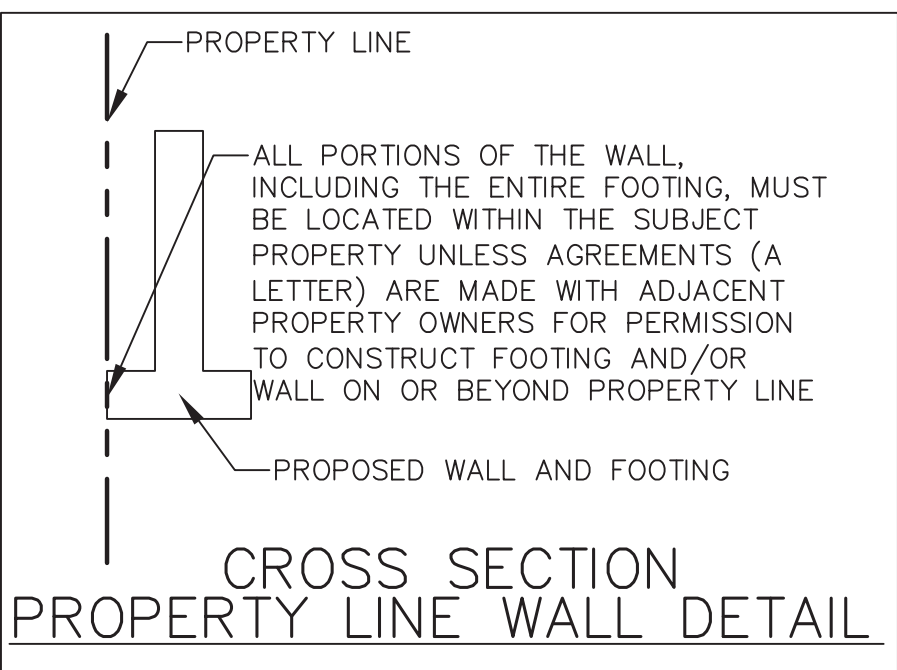 PROPERTY LINE
ALL PORTIONS OF THE WALL,
INCLUDING THE ENTIRE FOOTING, MUST
BE LOCATED WITHIN THE SUBJECT
PROPERTY UNLESS AGREEMENTS (A
LETTER) ARE MADE WITH ADJACENT
PROPERTY OWNERS FOR PERMISSION
TO CONSTRUCT FOOTING AND/OR
WALL ON OR BEYOND PROPERTY LINE
PROPOSED WALL AND FOOTING
CROSS SECTION
PROPERTY LINE WALL DETAIL